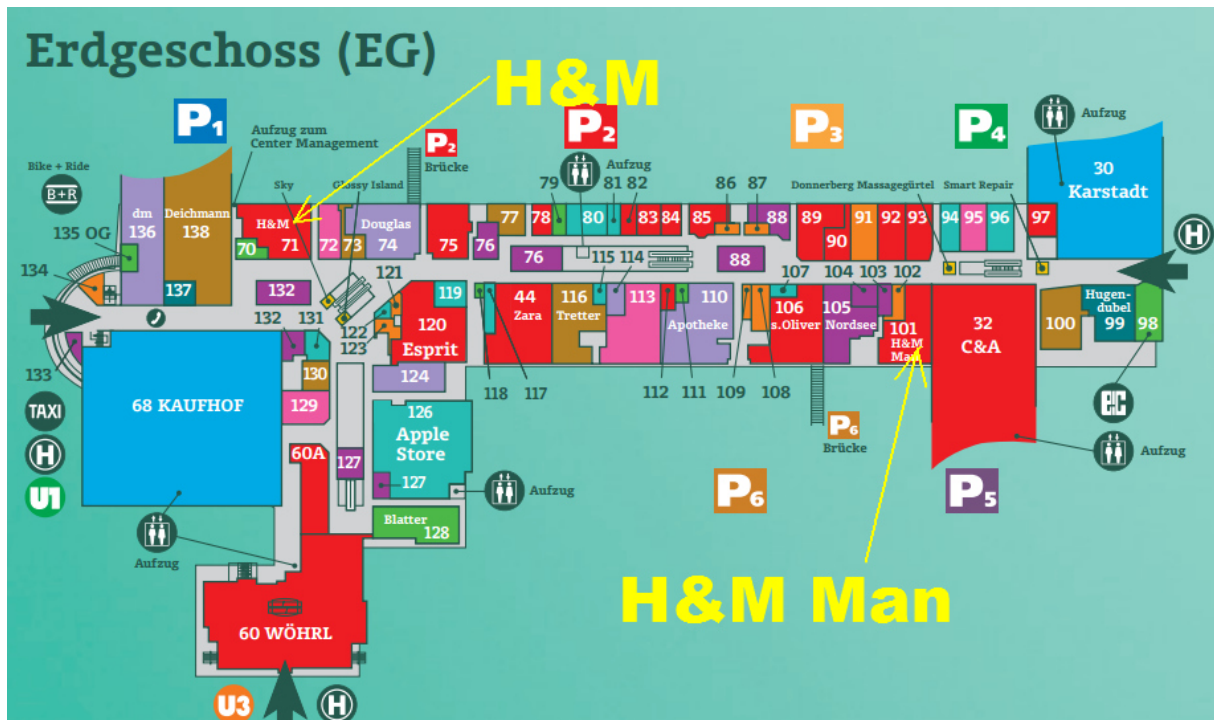 Erdgeschoss (EG)
H&M
P1
P2
P3
P4
Aufzug
Aufzug zum
Center Management
P2
Brücke
Aufzug
30
Karstadt
Bike + Ride
B+R
Sky
Glossy Island
79
81
82
86
87
Donnerberg
Massagegürtel
Smart Repair
dm
136
Deichmann
138
H&M
71
70
72
73
Douglas
74
75
76
77
78
80
83
84
85
88
89
90
91
92
93
94
95
96
97
135 OG
134
137
132
121
119
76
115
114
88
107
104
103
102
H
122
123
120
Esprit
44
Zara
116
Tretter
113
110
Apotheke
106
s.Oliver
105
Nordsee
101
H&M
Man
32
C&A
100
Hugen-
dubel
99
98
132
131
133
130
129
124
118
117
112
111
109
108
TAXI
H
U1
68 KAUFHOF
60A
127
126
Apple
Store
127
P6
Brücke
P6
P5
Aufzug
Aufzug
Blatter
128
Aufzug
H&M Man
60 WÖHRL
U3
H